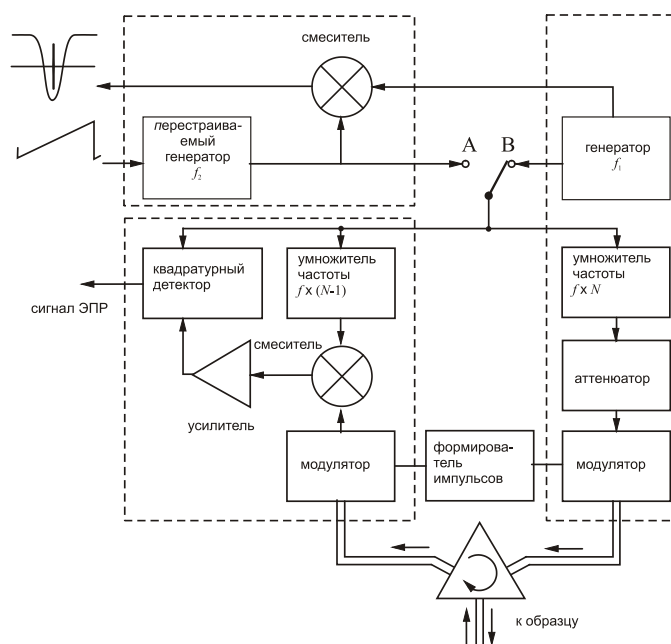 смеситель
перестраива-
емый
генератор
f₂
A
B
генератор
f₁
квадратурный
детектор
умножитель
частоты
f x (N-1)
умножитель
частоты
f x N
сигнал ЭПР
смеситель
усилитель
аттенюатор
модулятор
формирова-
тель
импульсов
модулятор
к образцу